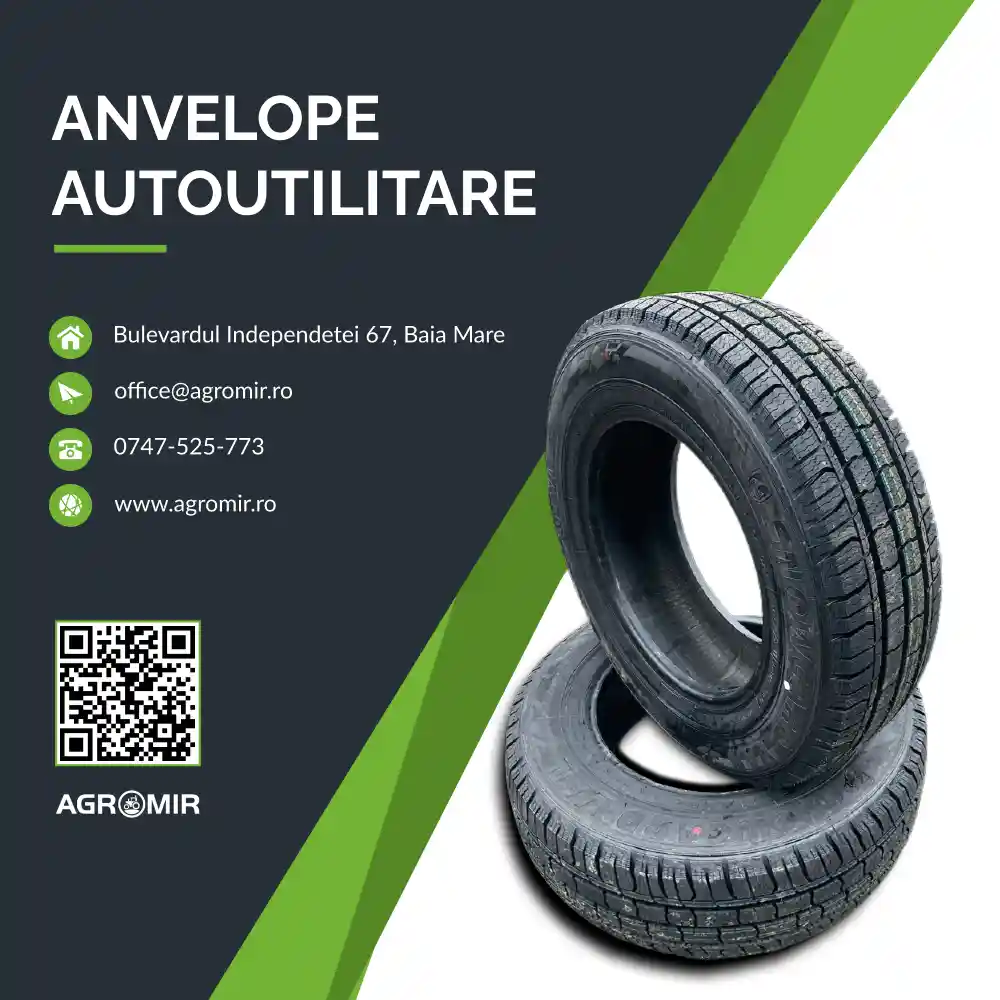 ANVELOPE
AUTOUTILITARE
Bulevardul Independetei 67, Baia Mare
office@agromir.ro
0747-525-773
www.agromir.ro
AGROMIR